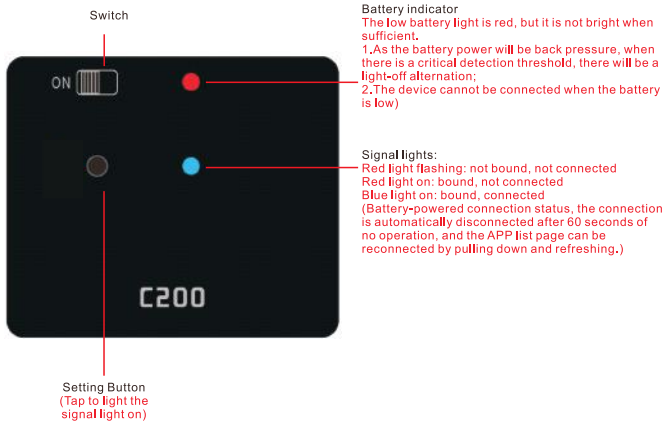 Switch
Battery indicator
The low battery light is red, but it is not bright when
sufficient.
1.As the battery power will be back pressure, when
there is a critical detection threshold, there will be a
light-off alternation;
2.The device cannot be connected when the battery
is low)
ON
Signal lights:
Red light flashing: not bound, not connected
Red light on: bound, not connected
Blue light on: bound, connected
(Battery-powered connection status, the connection
is automatically disconnected after 60 seconds of
no operation, and the APP list page can be
reconnected by pulling down and refreshing.)
C200
Setting Button
(Tap to light the
signal light on)